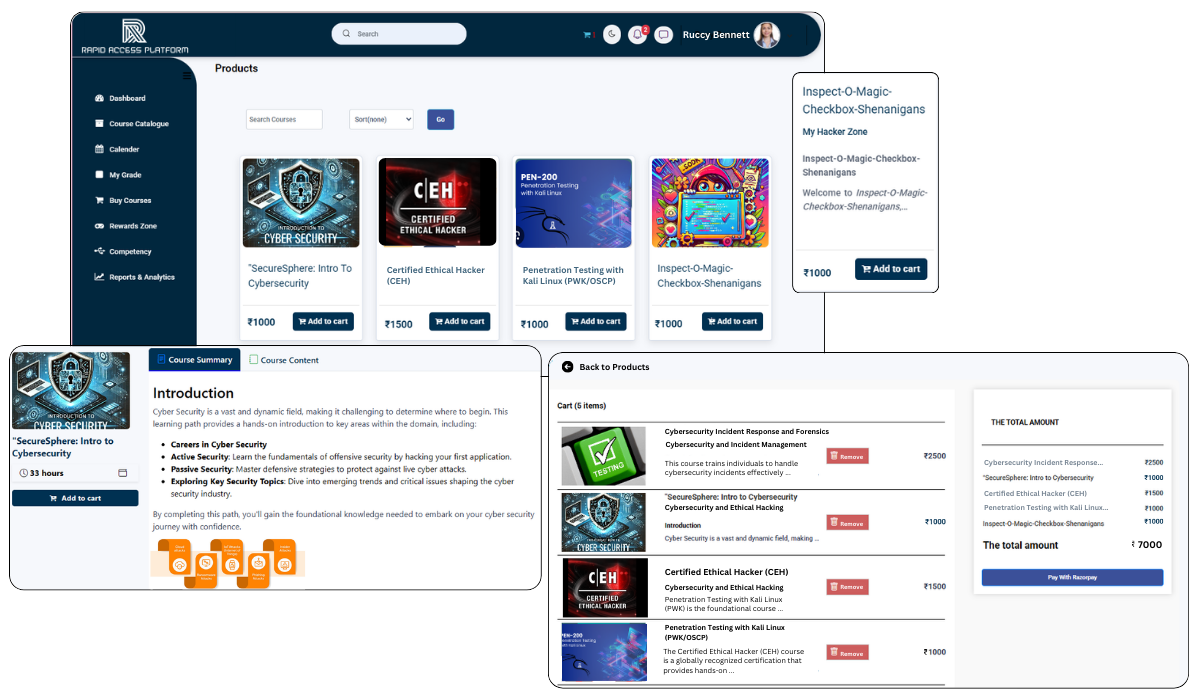 RAPID ACCESS PLATFORM
Search
2
Ruccy Bennett
Dashboard
Course Catalogue
Calender
My Grade
Buy Courses
Rewards Zone
Competency
Reports & Analytics
Products
Search Courses
Sort(none)
Go
INTRODUCTION TO
CYBER SECURITY
"SecureSphere: Intro To
Cybersecurity
₹1000
Add to cart
C|EH
CERTIFIED
ETHICAL HACKER
Certified Ethical Hacker
(CEH)
₹1500
Add to cart
PEN-200
Penetration Testing
with Kali Linux
Penetration Testing with
Kali Linux (PWK/OSCP)
₹1000
Add to cart
Inspect-O-Magic-
Checkbox-Shenanigans
₹1000
Add to cart
Inspect-O-Magic-
Checkbox-Shenanigans
My Hacker Zone
Inspect-O-Magic-Checkbox-
Shenanigans
Welcome to Inspect-O-Magic-
Checkbox-Shenanigans,...
₹1000
Add to cart
INTRODUCTION TO
CYBER SECURITY
"SecureSphere: Intro to
Cybersecurity
33 hours
Add to cart
Course Summary
Course Content
Introduction
Cyber Security is a vast and dynamic field, making it challenging to determine where to begin. This
learning path provides a hands-on introduction to key areas within the domain, including:
• Careers in Cyber Security
• Active Security: Learn the fundamentals of offensive security by hacking your first application.
• Passive Security: Master defensive strategies to protect against live cyber attacks.
• Exploring Key Security Topics: Dive into emerging trends and critical issues shaping the cyber
security industry.
By completing this path, you'll gain the foundational knowledge needed to embark on your cyber security
journey with confidence.
Back to Products
Cart (5 items)
TESTING
Cybersecurity Incident Response and Forensics
Cybersecurity and Incident Management
This course trains individuals to handle
cybersecurity incidents effectively ...
Remove
₹2500
CYBER SECURITY
"SecureSphere: Intro to Cybersecurity
Cybersecurity and Ethical Hacking
Introduction
Cyber Security is a vast and dynamic field, making ...
Remove
₹1000
C|EH
CERTIFIED
ETHICAL HACKER
Certified Ethical Hacker (CEH)
Cybersecurity and Ethical Hacking
Penetration Testing with Kali Linux
(PWK) is the foundational course ...
Remove
₹1500
PEN-200
Penetration Testing
with Kali Linux
Penetration Testing with Kali Linux
(PWK/OSCP)
The Certified Ethical Hacker (CEH) course
is a globally recognized certification that
provides hands-on ...
Remove
₹1000
THE TOTAL AMOUNT
Cybersecurity Incident Response... ₹2500
"SecureSphere: Intro to Cybersecurity ₹1000
Certified Ethical Hacker (CEH) ₹1500
Penetration Testing with Kali Linux... ₹1000
Inspect-O-Magic-Checkbox-Shenanigans ₹1000
The total amount ₹ 7000
Pay With Razorpay